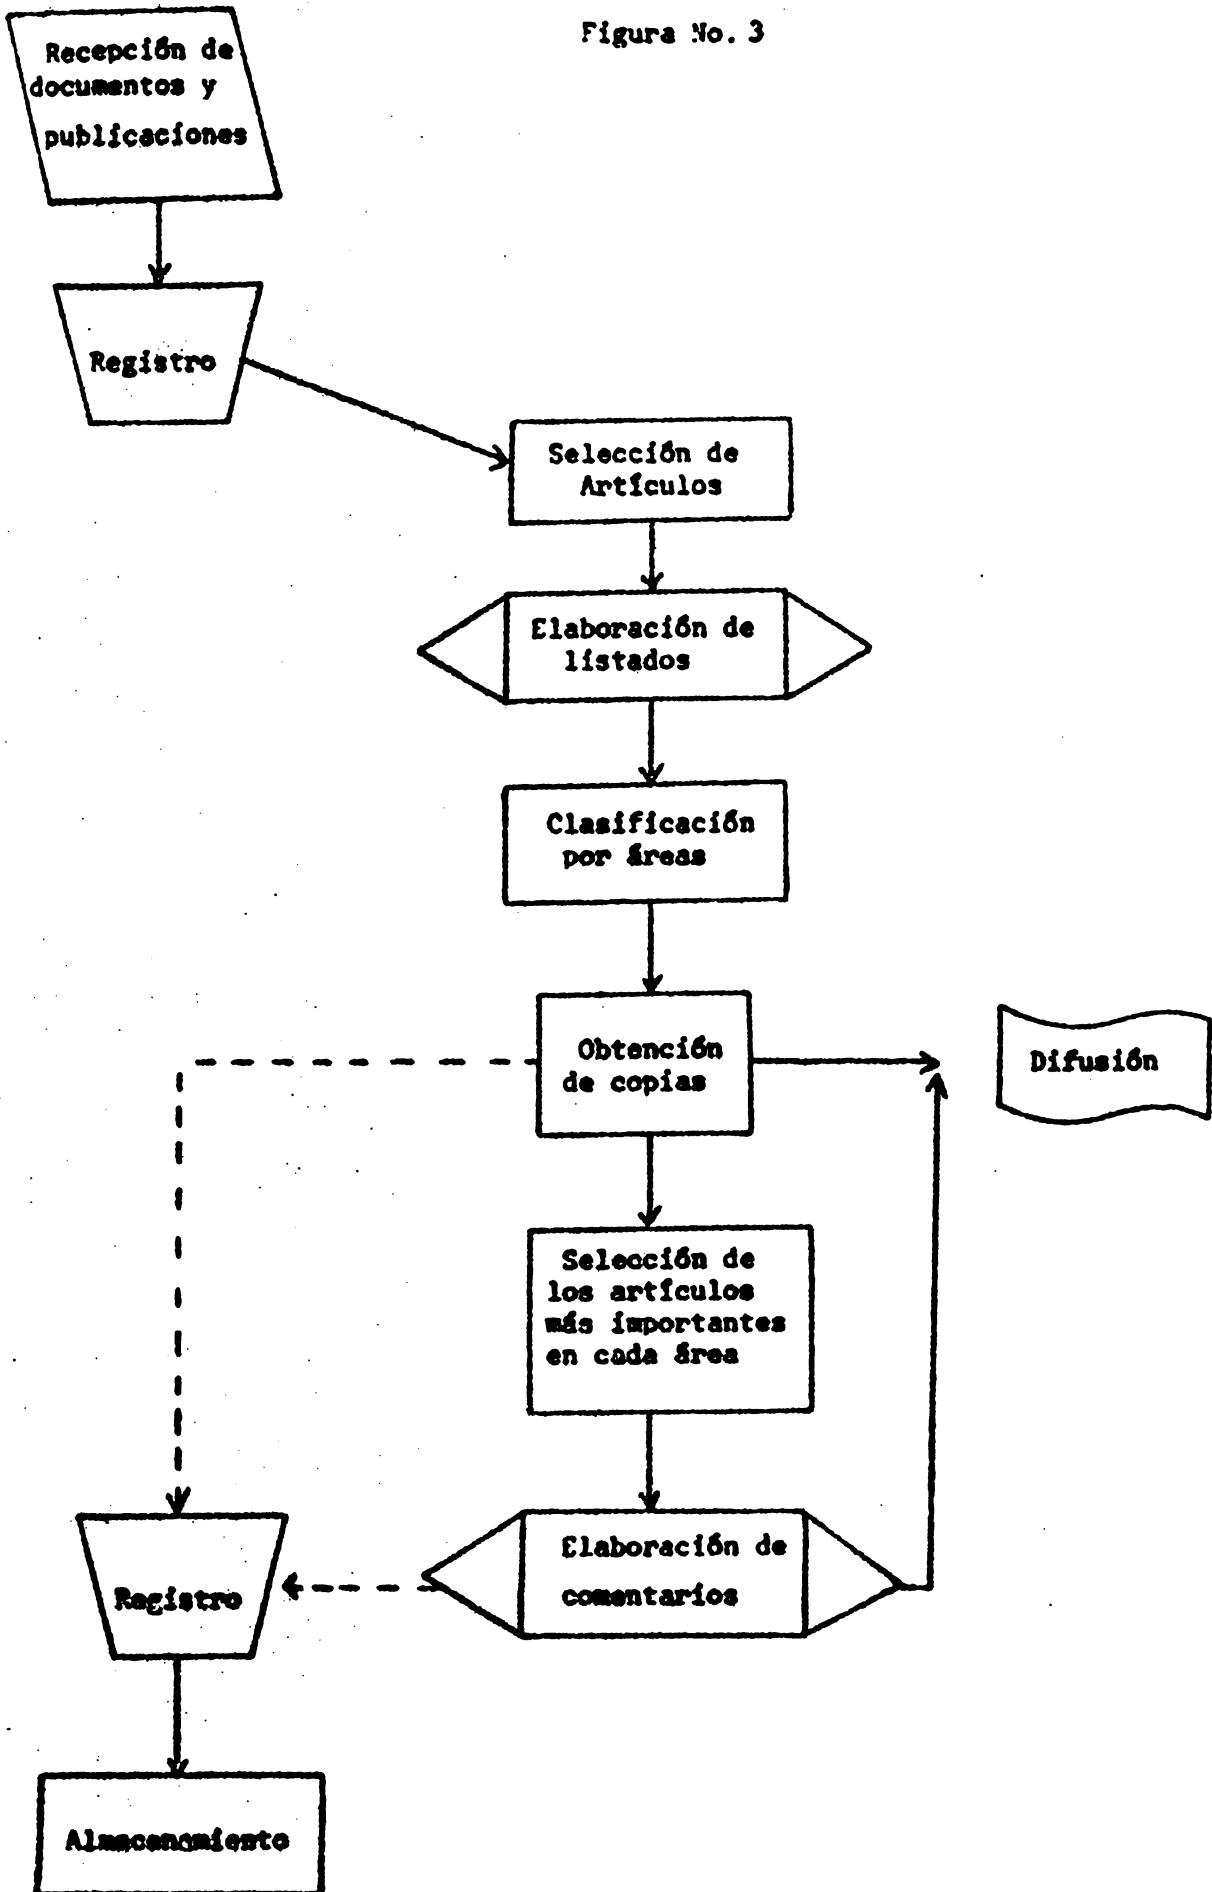 Figura No. 3
Recepción de
documentos y
publicaciones
Registro
Selección de
Artículos
Elaboración de
listados
Clasificación
por áreas
Obtención
de copias
Difusión
Selección de
los artículos
más importantes
en cada área
Elaboración de
comentarios
Registro
Almacenamiento